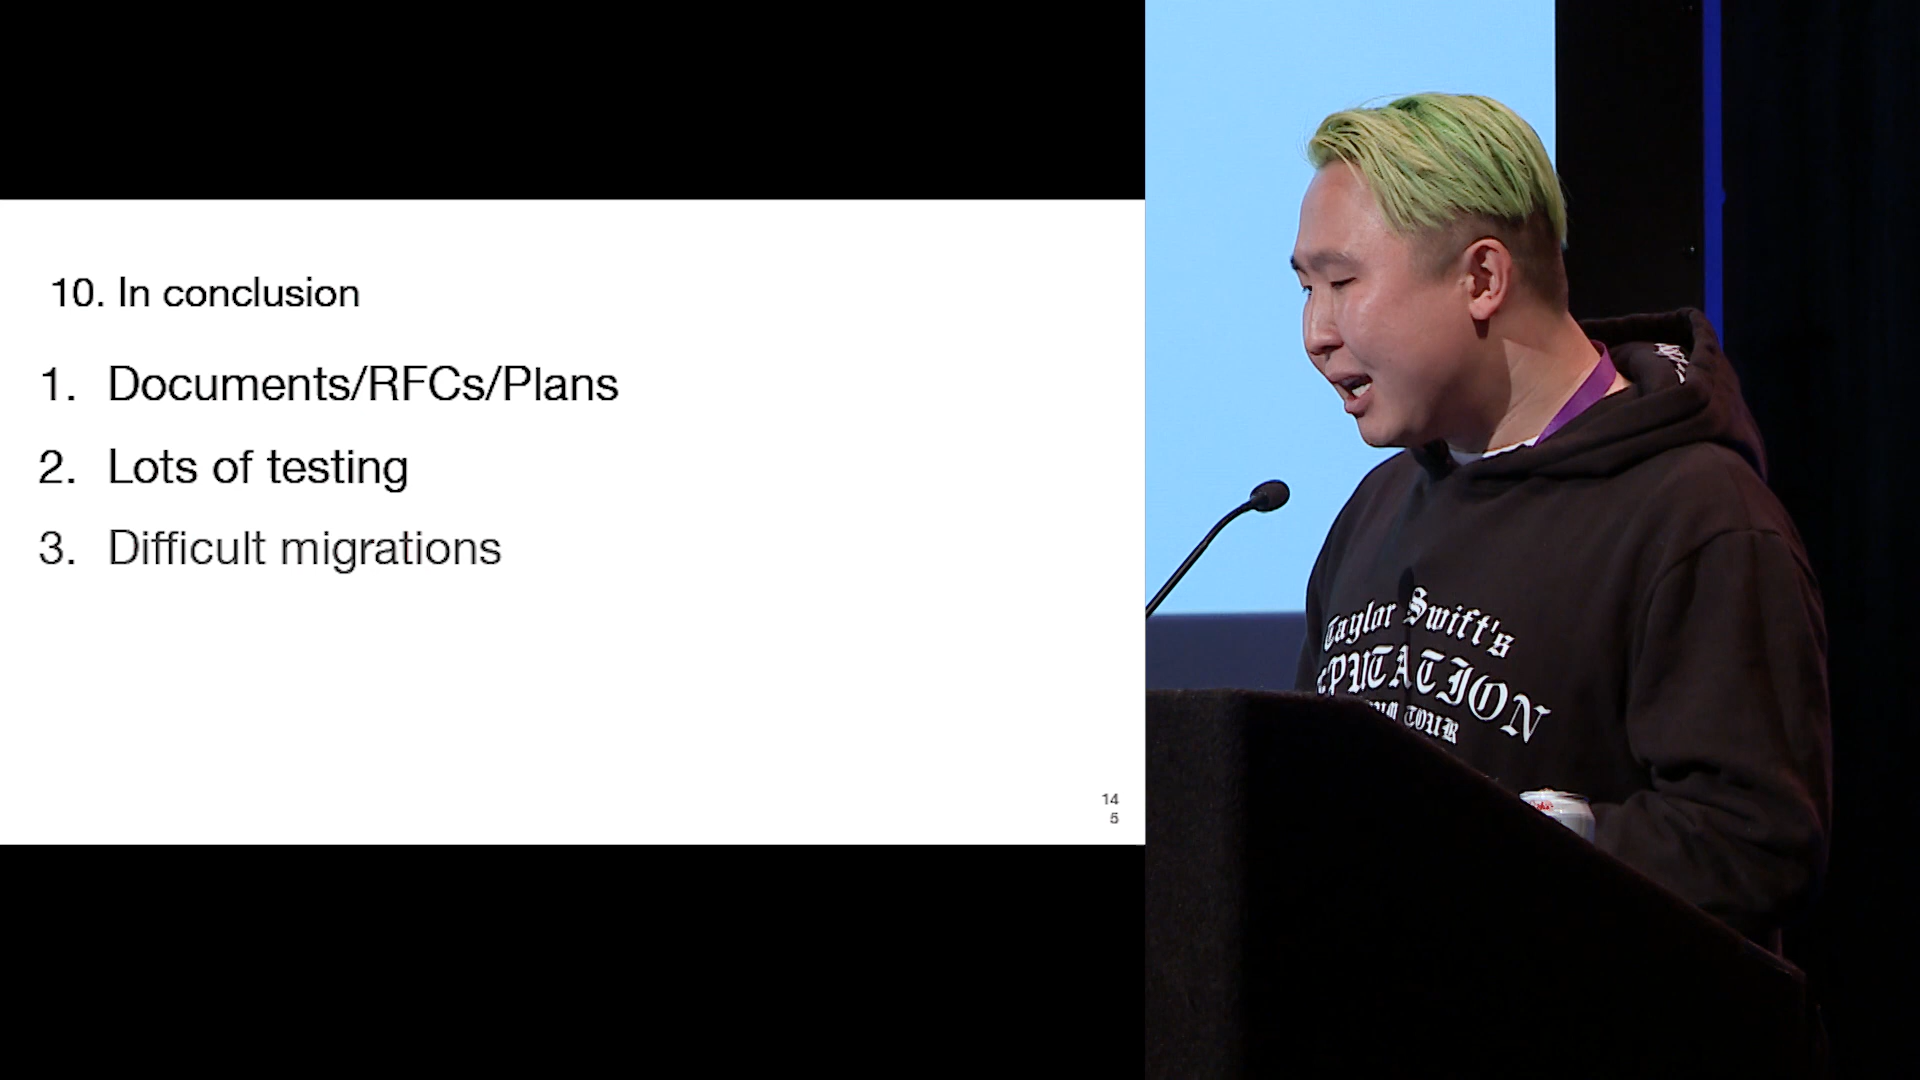 10. In conclusion
1. Documents/RFCs/Plans
2. Lots of testing
3. Difficult migrations
14
5
Taylor Swift's
EPUTATION
TOUR